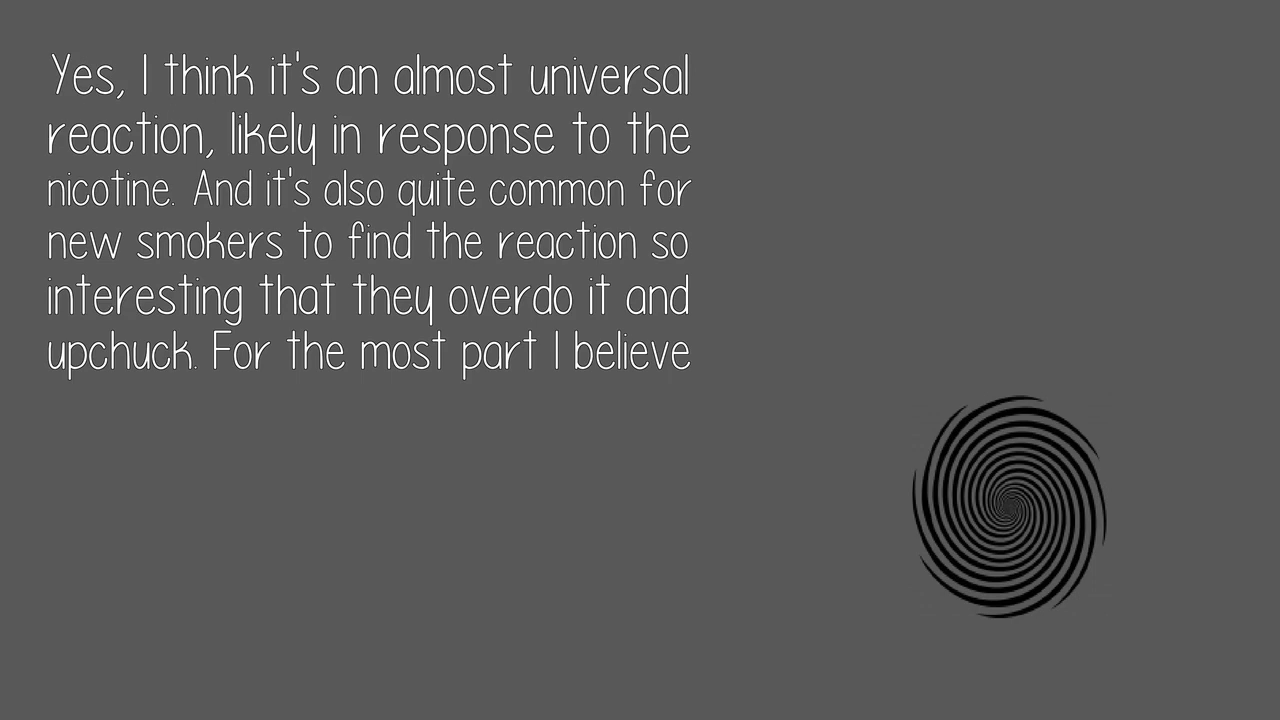 Yes, I think it's an almost universal
reaction, likely in response to the
nicotine. And it's also quite common for
new smokers to find the reaction so
interesting that they overdo it and
upchuck. For the most part I believe